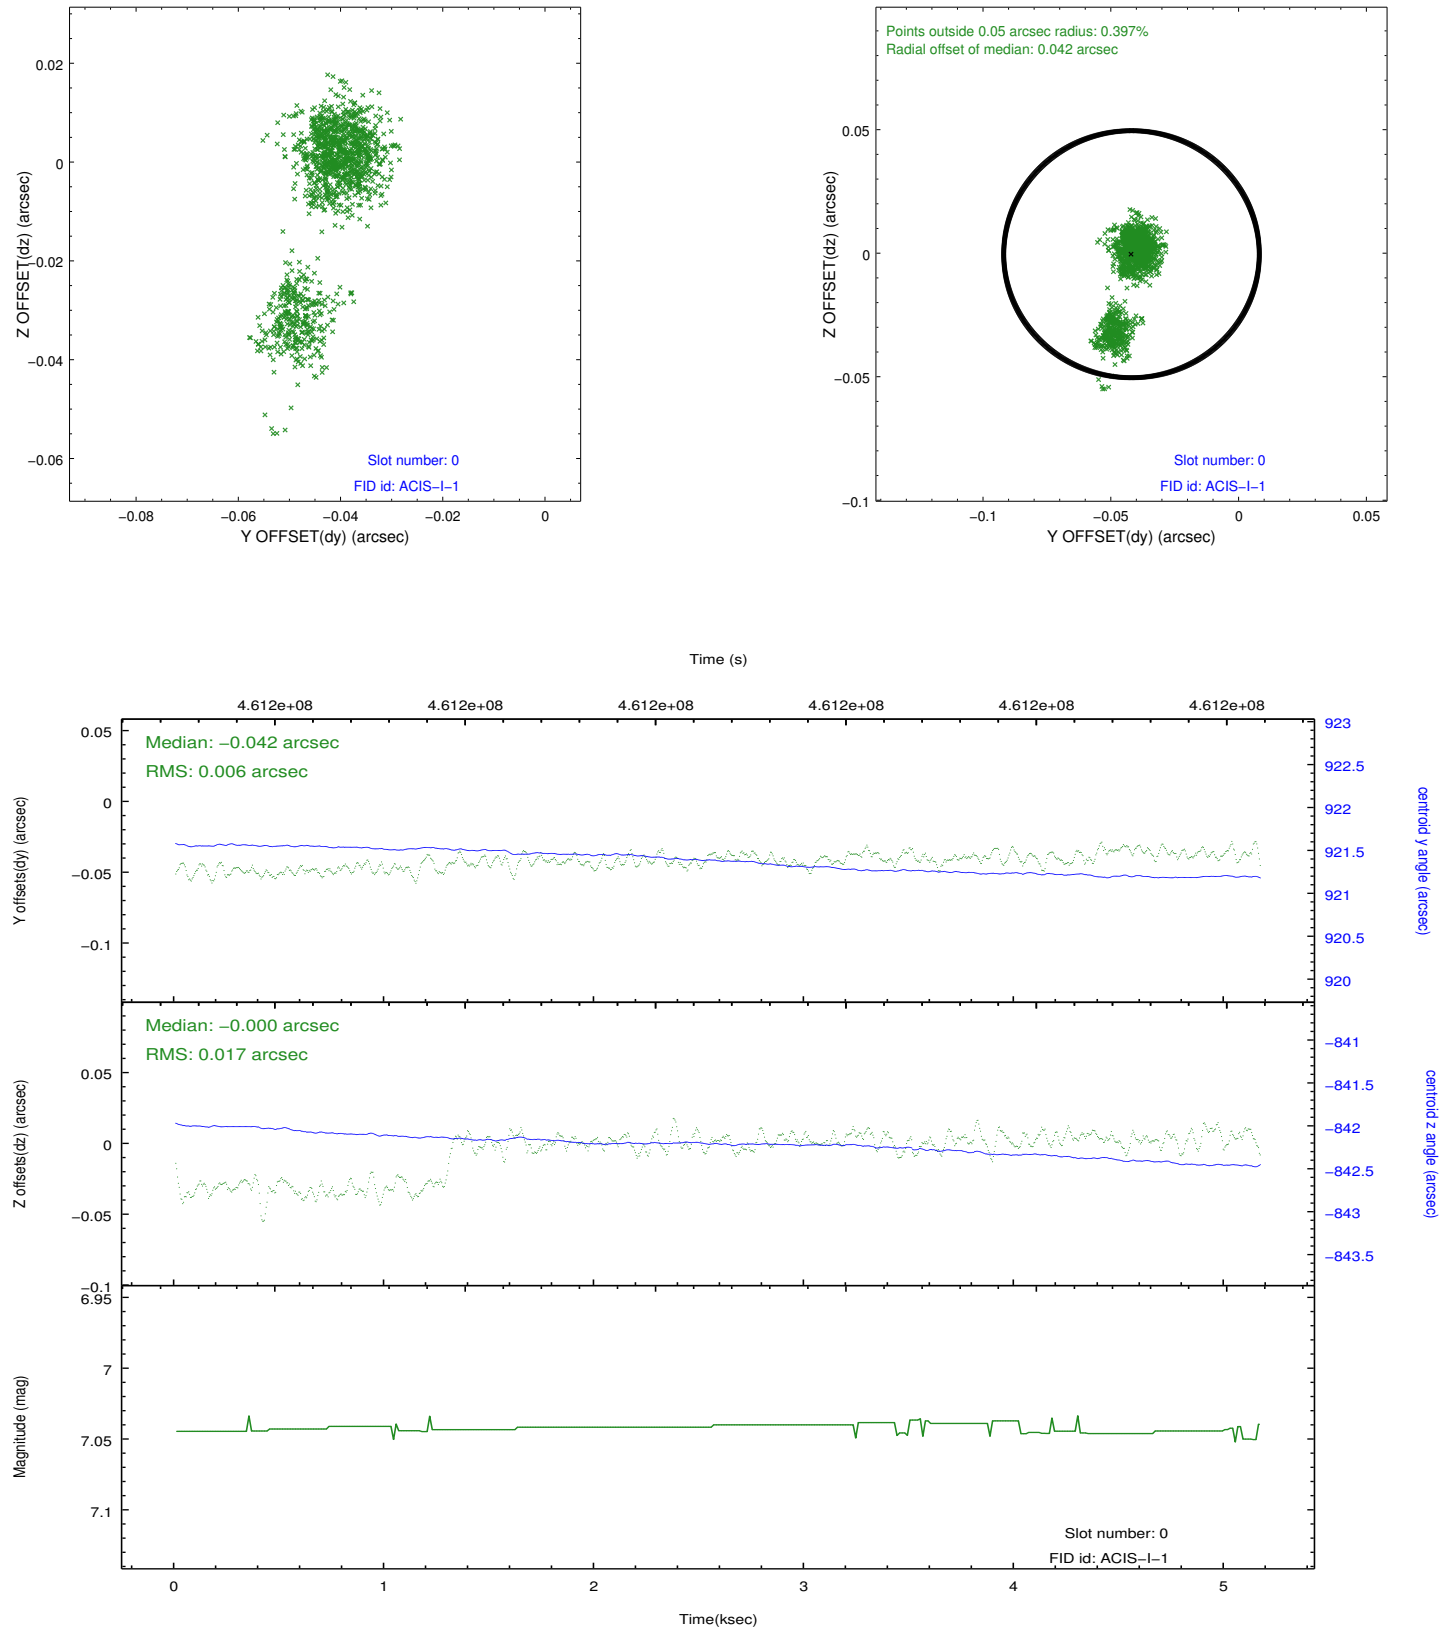 0.02
0
−0.02
−0.04
−0.06
Z OFFSET(dz) (arcsec)
Slot number: 0
FID id: ACIS−I−1
−0.08
−0.06
−0.04
−0.02
0
Y OFFSET(dy) (arcsec)
Points outside 0.05 arcsec radius: 0.397%
Radial offset of median: 0.042 arcsec
0.05
0
−0.05
−0.1
Z OFFSET(dz) (arcsec)
Slot number: 0
FID id: ACIS−I−1
−0.1
−0.05
0
0.05
Y OFFSET(dy) (arcsec)
Time (s)
4.612e+08
4.612e+08
4.612e+08
4.612e+08
4.612e+08
4.612e+08
Median: −0.042 arcsec
RMS: 0.006 arcsec
0.05
0
−0.05
−0.1
Y offsets(dy) (arcsec)
923
922.5
922
921.5
921
920.5
920
centroid y angle (arcsec)
Median: −0.000 arcsec
RMS: 0.017 arcsec
0.05
0
−0.05
−0.1
Z offsets(dz) (arcsec)
−841
−841.5
−842
−842.5
−843
−843.5
centroid z angle (arcsec)
6.95
7
7.05
7.1
Magnitude (mag)
Slot number: 0
FID id: ACIS−I−1
0
1
2
3
4
5
Time(ksec)